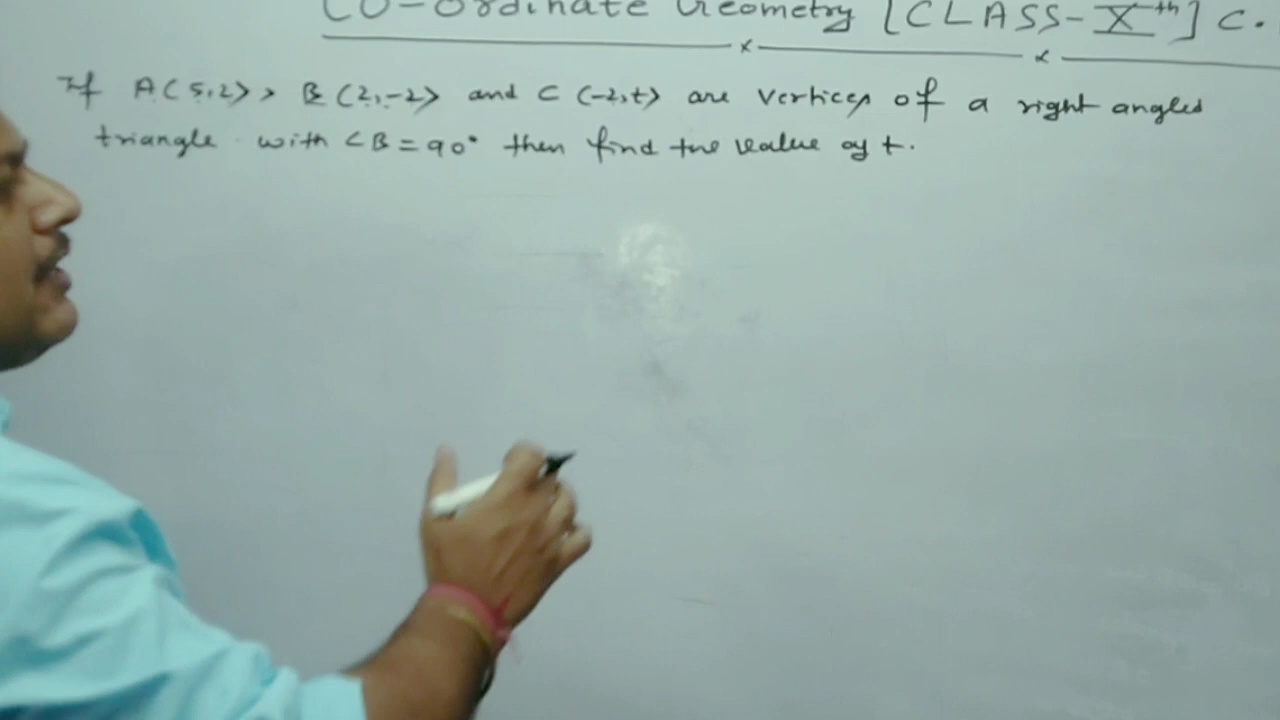 CO-Ordinate Geometry [CLASS-Xth] C.
If A(5,2), B(2,-2) and C(-2,t) are vertices of a right angled
triangle with ∠B=90° then find the value of t.